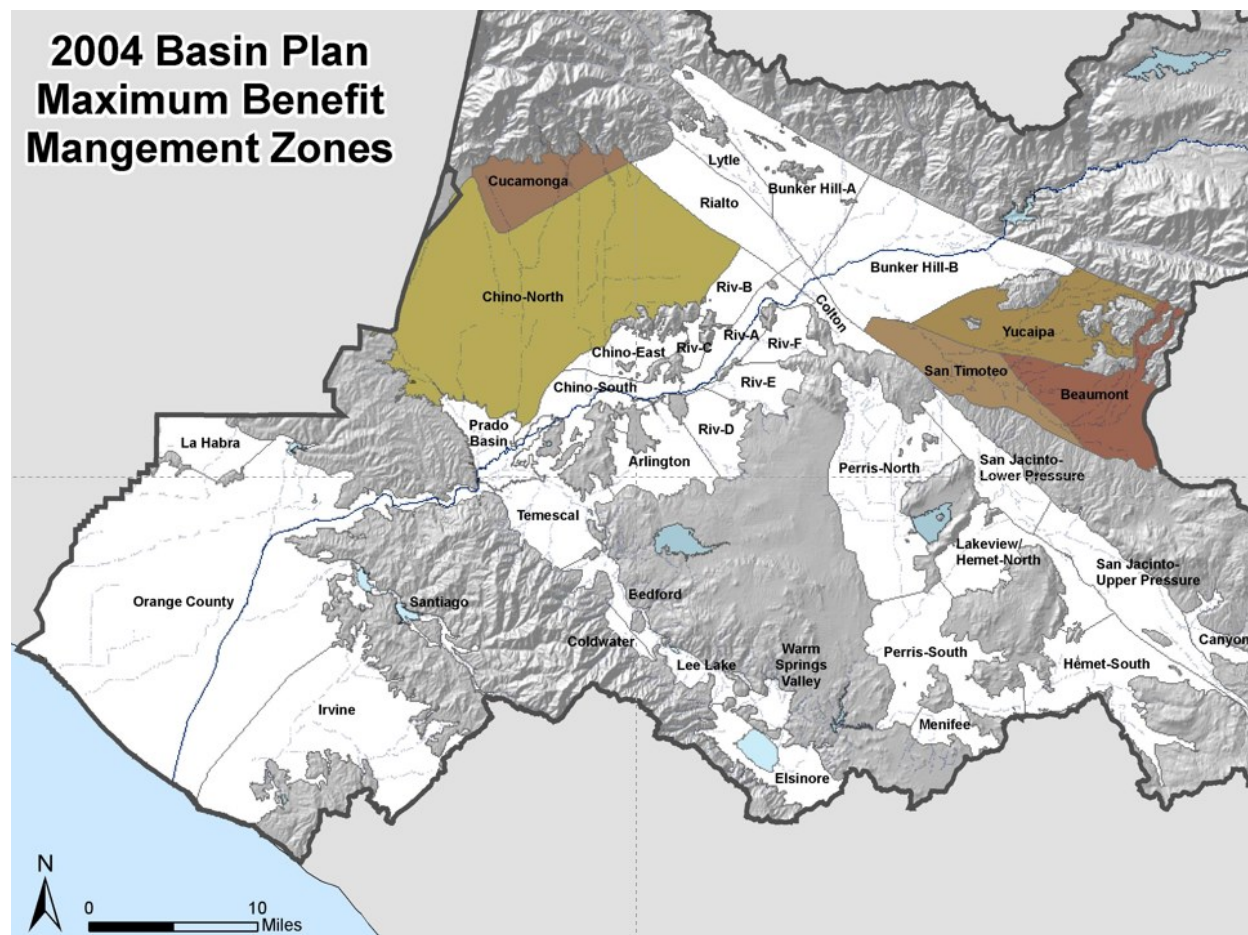 2004 Basin Plan
Maximum Benefit
Mangement Zones
Cucamonga
Lytle
Bunker Hill-A
Rialto
Chino-North
Bunker Hill-B
Riv-B
Colton
Yucaipa
Riv-A
Riv-F
Chino-East
Riv-C
San Timoteo
Chino-South
Riv-E
Beaumont
Prado
Basin
Riv-D
La Habra
Arlington
Perris-North
San Jacinto-
Lower Pressure
Temescal
Lakeview/
Hemet-North
San Jacinto-
Upper Pressure
Orange County
Santiago
Bedford
Canyon
Coldwater
Warm
Springs
Valley
Lee Lake
Perris-South
Hemet-South
Irvine
Menifee
Elsinore
N
0 10
Miles